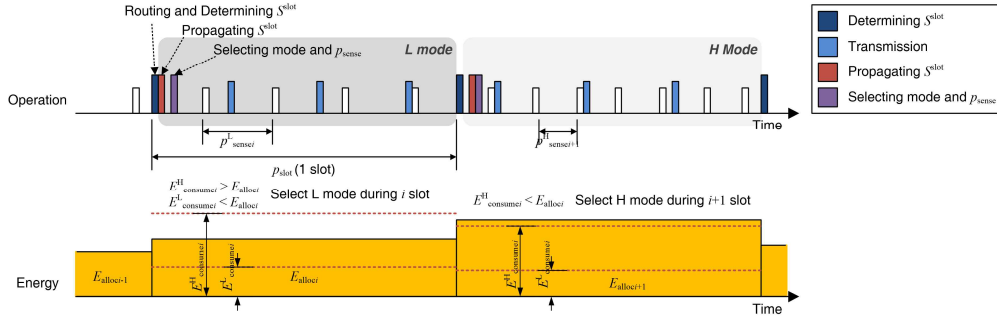 Routing and Determining S^slot
Propagating S^slot
Selecting mode and p_sense
L mode
H Mode
Determining S^slot
Transmission
Propagating S^slot
Selecting mode and p_sense
Operation
Time
p^L_sensei
p^H_sensei+1
p_slot (1 slot)
E^H_consumei > E_alloci
E^L_consumei < E_alloci
Select L mode during i slot
E^H_consumei < E_alloci
Select H mode during i+1 slot
Energy
E_alloci-1
E^H_consumei
E^L_consumei
E_alloci
E^H_consumei
E^L_consumei
E_alloci+1
Time